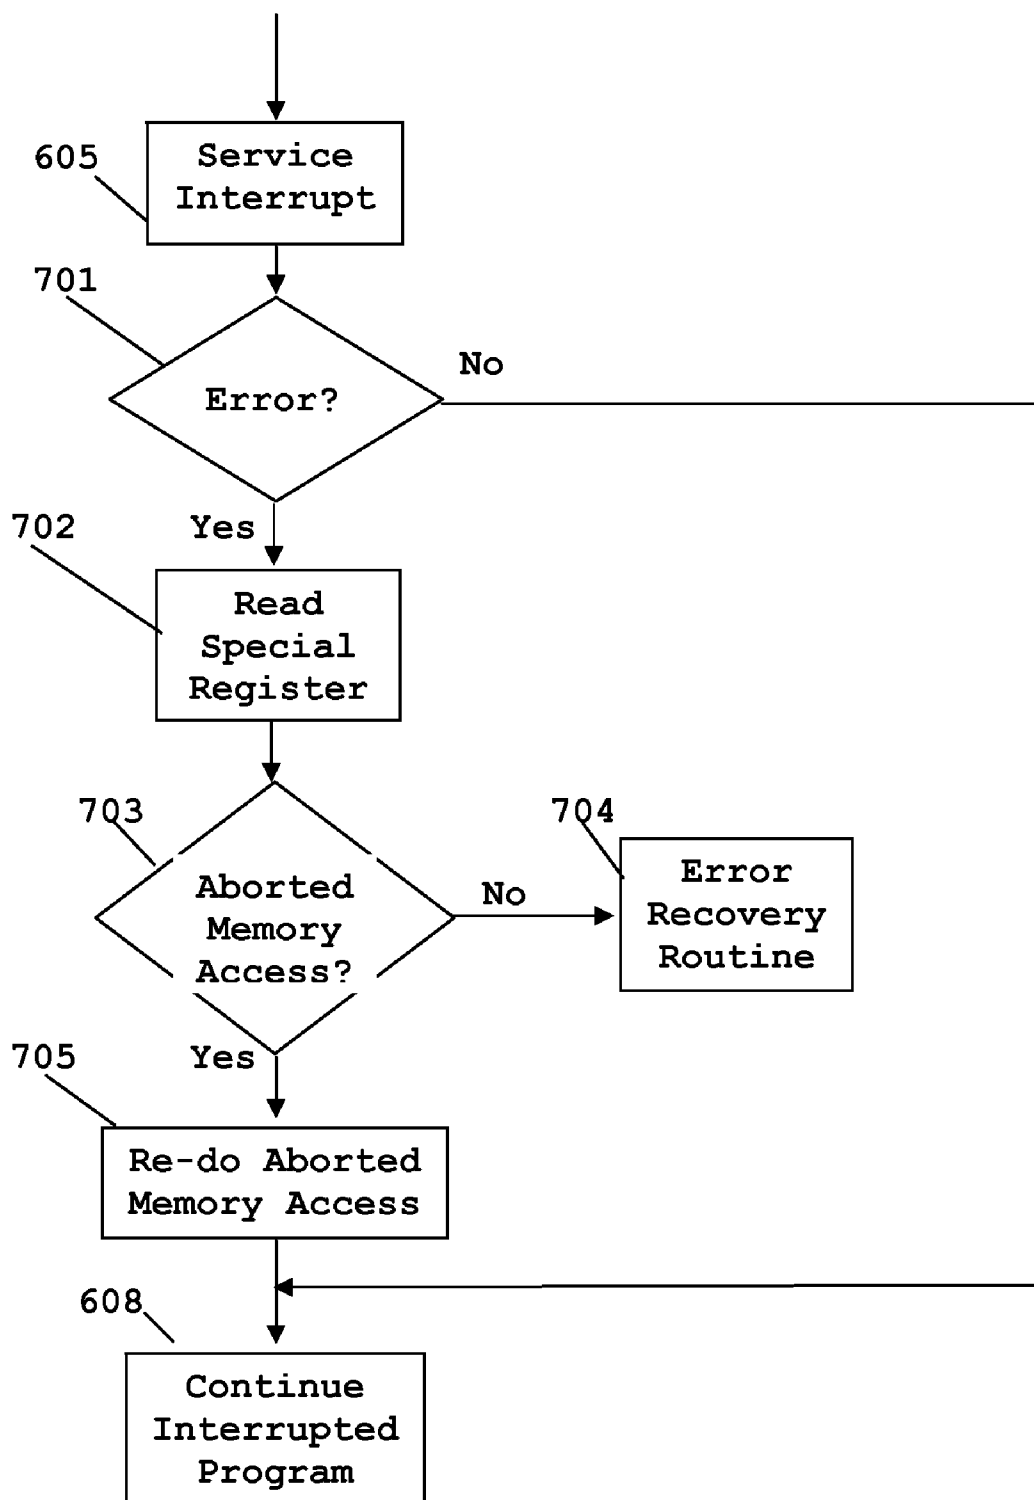 605
Service
Interrupt
701
No
Error?
Yes
702
Read
Special
Register
703
704
Aborted
Memory
Access?
No
Error
Recovery
Routine
Yes
705
Re-do Aborted
Memory Access
608
Continue
Interrupted
Program